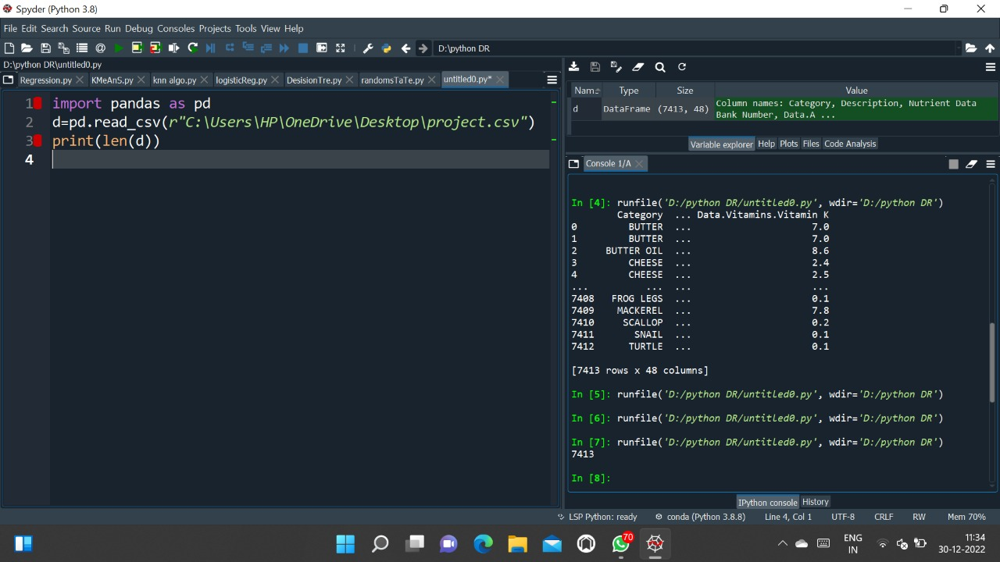 Spyder (Python 3.8)
File Edit Search Source Run Debug Consoles Projects Tools View Help
D:\python DR
D:\python DR\untitled0.py
Regression.py KMeAnS.py knn algo.py logisticReg.py DesisionTre.py randomsTaTe.py untitled0.py*
1 import pandas as pd
2 d=pd.read_csv(r"C:\Users\HP\OneDrive\Desktop\project.csv")
3 print(len(d))
4
Nam Type Size Value
d DataFrame (7413, 48) Column names: Category, Description, Nutrient Data
Bank Number, Data.A ...
Variable explorer Help Plots Files Code Analysis
Console 1/A
In [4]: runfile('D:/python DR/untitled0.py', wdir='D:/python DR')
Category ... Data.Vitamins.Vitamin K
0 BUTTER ... 7.0
1 BUTTER ... 7.0
2 BUTTER OIL ... 8.6
3 CHEESE ... 2.4
4 CHEESE ... 2.5
... ... ... ...
7408 FROG LEGS ... 0.1
7409 MACKEREL ... 7.8
7410 SCALLOP ... 0.2
7411 SNAIL ... 0.1
7412 TURTLE ... 0.1
[7413 rows x 48 columns]
In [5]: runfile('D:/python DR/untitled0.py', wdir='D:/python DR')
In [6]: runfile('D:/python DR/untitled0.py', wdir='D:/python DR')
In [7]: runfile('D:/python DR/untitled0.py', wdir='D:/python DR')
7413
In [8]:
IPython console History
LSP Python: ready conda (Python 3.8.8) Line 4, Col 1 UTF-8 CRLF RW Mem 70%
70
ENG
IN
11:34
30-12-2022